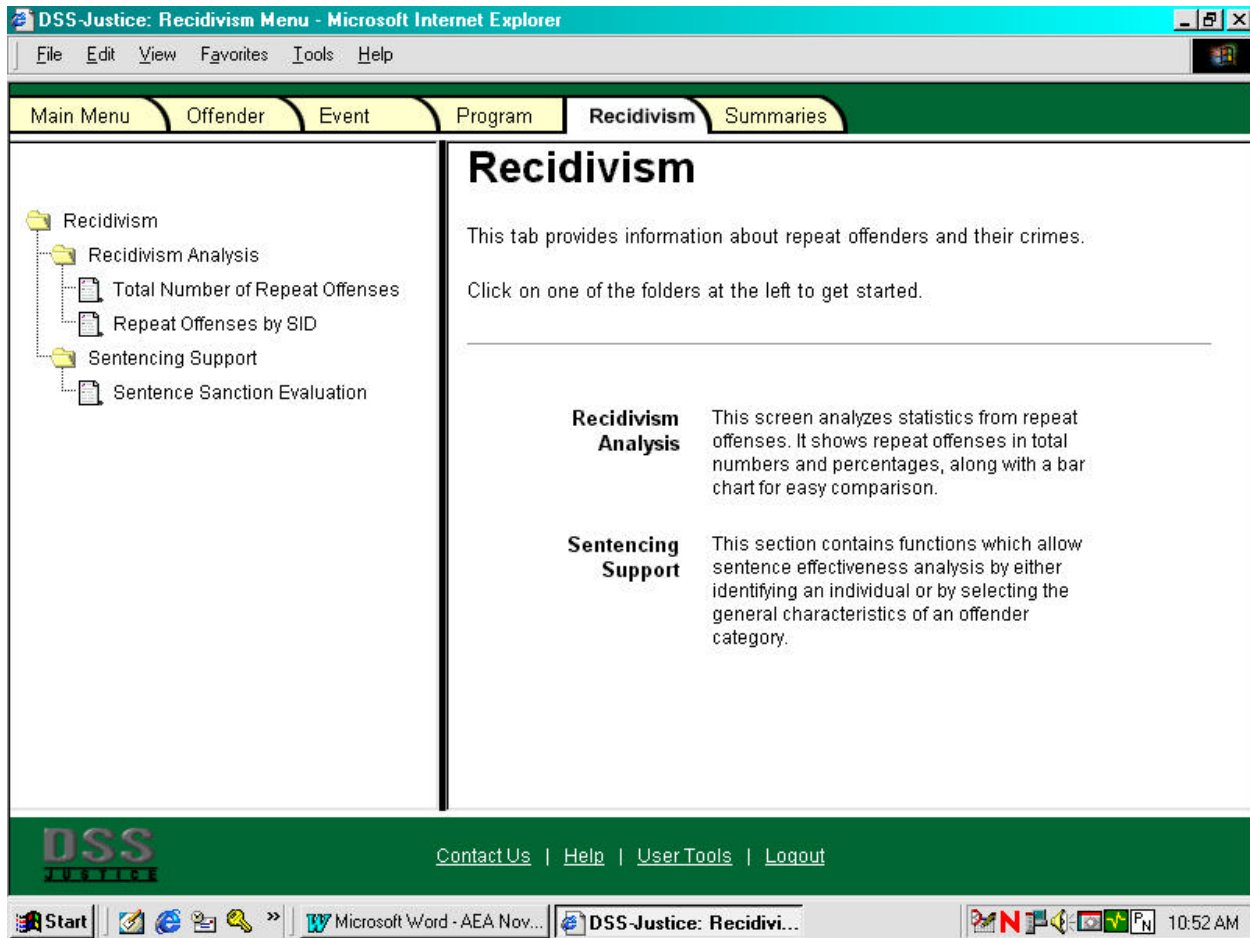 DSS-Justice: Recidivism Menu - Microsoft Internet Explorer
File Edit View Favorites Tools Help
Main Menu Offender Event Program Recidivism Summaries
Recidivism
Recidivism Analysis
Total Number of Repeat Offenses
Repeat Offenses by SID
Sentencing Support
Sentence Sanction Evaluation
Recidivism
This tab provides information about repeat offenders and their crimes.
Click on one of the folders at the left to get started.
Recidivism
Analysis
This screen analyzes statistics from repeat
offenses. It shows repeat offenses in total
numbers and percentages, along with a bar
chart for easy comparison.
Sentencing
Support
This section contains functions which allow
sentence effectiveness analysis by either
identifying an individual or by selecting the
general characteristics of an offender
category.
DSS
JUSTICE
Contact Us | Help | User Tools | Logout
Start » Microsoft Word - AEA Nov... DSS-Justice: Recidivi... N PN 10:52 AM